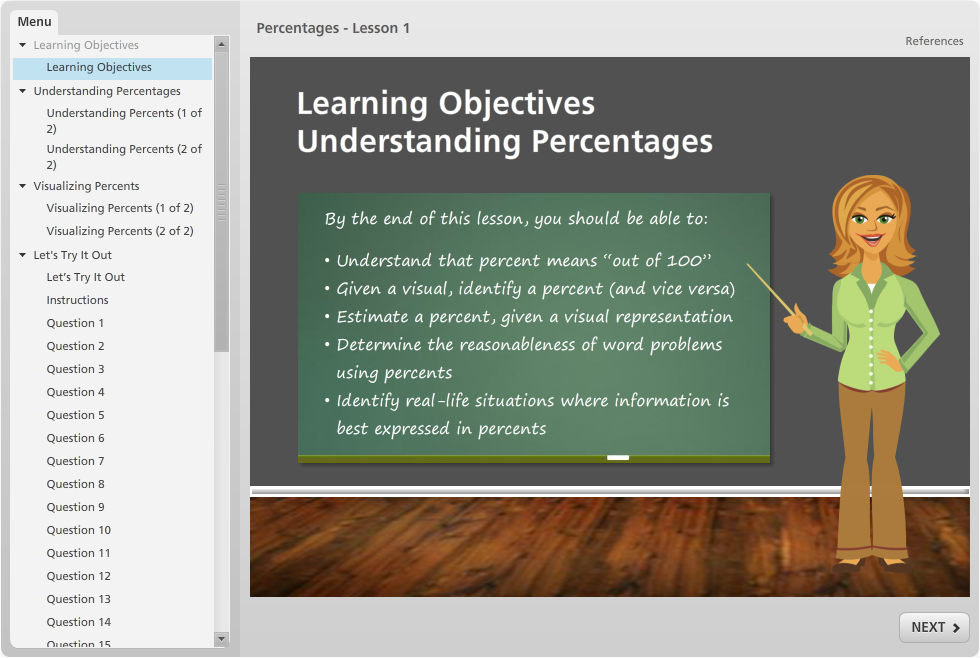 Menu
Learning Objectives
Learning Objectives
Understanding Percentages
Understanding Percents (1 of
2)
Understanding Percents (2 of
2)
Visualizing Percents
Visualizing Percents (1 of 2)
Visualizing Percents (2 of 2)
Let's Try It Out
Let's Try It Out
Instructions
Question 1
Question 2
Question 3
Question 4
Question 5
Question 6
Question 7
Question 8
Question 9
Question 10
Question 11
Question 12
Question 13
Question 14
Question 15
Percentages - Lesson 1
References
Learning Objectives
Understanding Percentages
By the end of this lesson, you should be able to:
• Understand that percent means “out of 100”
• Given a visual, identify a percent (and vice versa)
• Estimate a percent, given a visual representation
• Determine the reasonableness of word problems
using percents
• Identify real-life situations where information is
best expressed in percents
NEXT